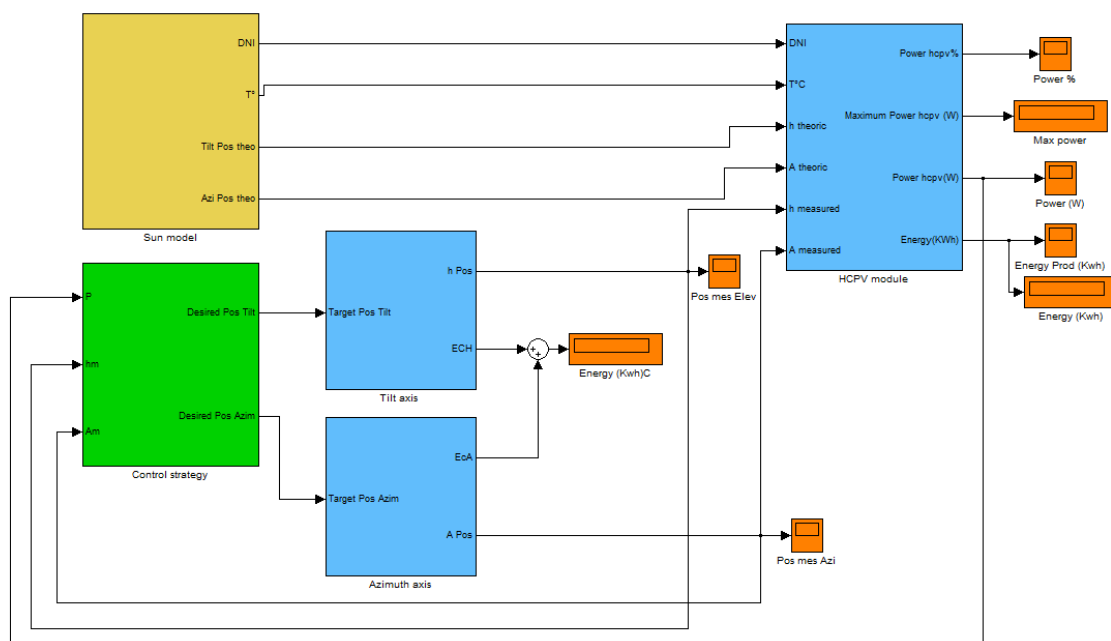 DNI
T°
Tilt Pos theo
Azi Pos theo
Sun model
DNI
T°C
h theoric
A theoric
h measured
A measured
Power hcpv%
Maximum Power hcpv (W)
Power hcpv(W)
Energy(KWh)
HCPV module
Power %
Max power
Power (W)
Energy Prod (Kwh)
Energy (Kwh)
P
hm
Am
Desired Pos Tilt
Desired Pos Azim
Control strategy
Target Pos Tilt
h Pos
ECH
Tilt axis
Pos mes Elev
Energy (Kwh)C
Target Pos Azim
EcA
A Pos
Azimuth axis
Pos mes Azi